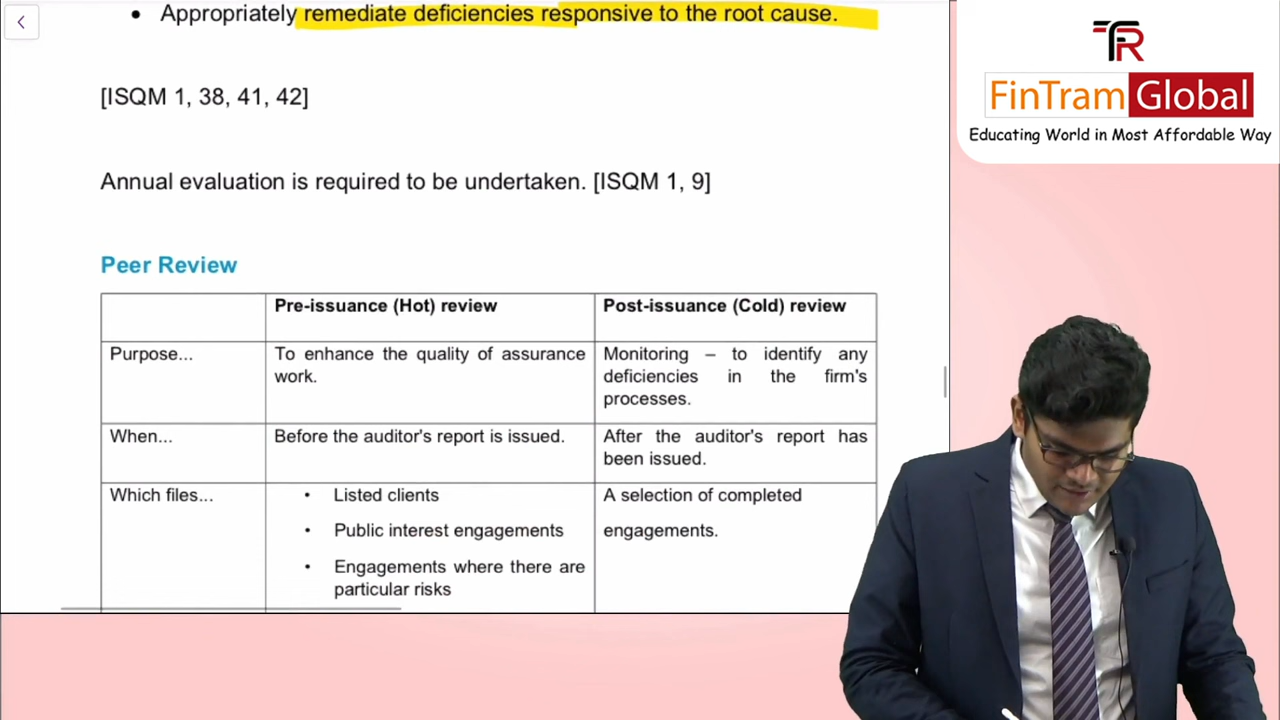 • Appropriately remediate deficiencies responsive to the root cause.
[ISQM 1, 38, 41, 42]
Annual evaluation is required to be undertaken. [ISQM 1, 9]
Peer Review
Pre-issuance (Hot) review
Post-issuance (Cold) review
Purpose...
To enhance the quality of assurance
work.
Monitoring – to identify any
deficiencies in the firm's
processes.
When...
Before the auditor's report is issued.
After the auditor's report has
been issued.
Which files...
• Listed clients
• Public interest engagements
• Engagements where there are
particular risks
A selection of completed
engagements.
FinTram Global
Educating World in Most Affordable Way